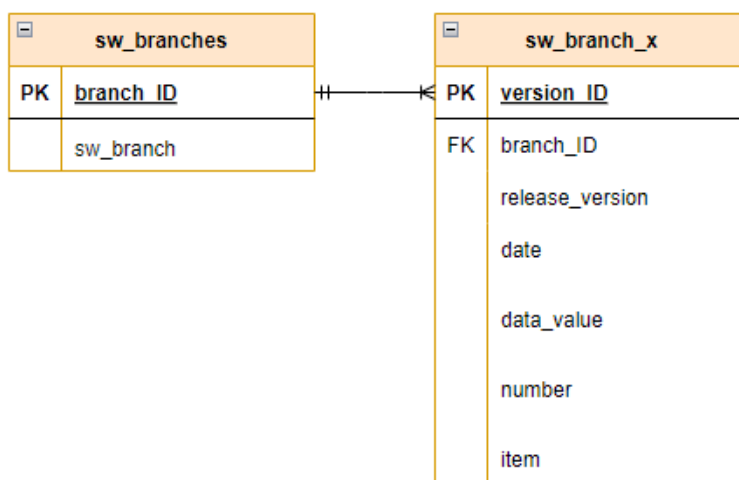 sw_branches
PK branch_ID
sw_branch
sw_branch_x
PK version_ID
FK branch_ID
release_version
date
data_value
number
item